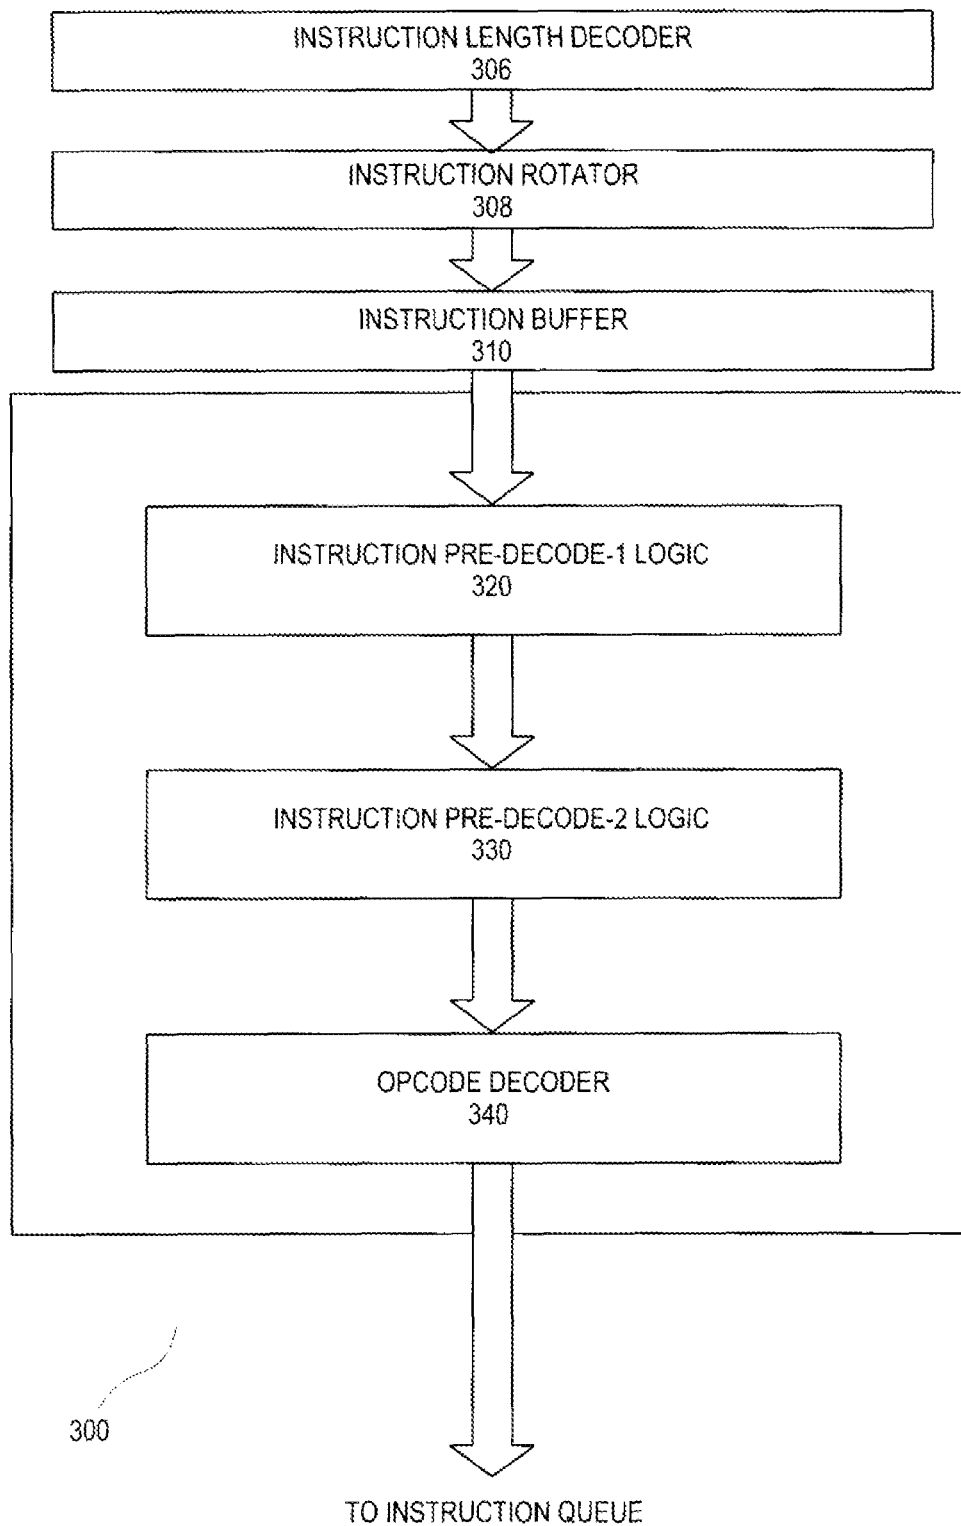 INSTRUCTION LENGTH DECODER
306
INSTRUCTION ROTATOR
308
INSTRUCTION BUFFER
310
INSTRUCTION PRE-DECODE-1 LOGIC
320
INSTRUCTION PRE-DECODE-2 LOGIC
330
OPCODE DECODER
340
300
TO INSTRUCTION QUEUE